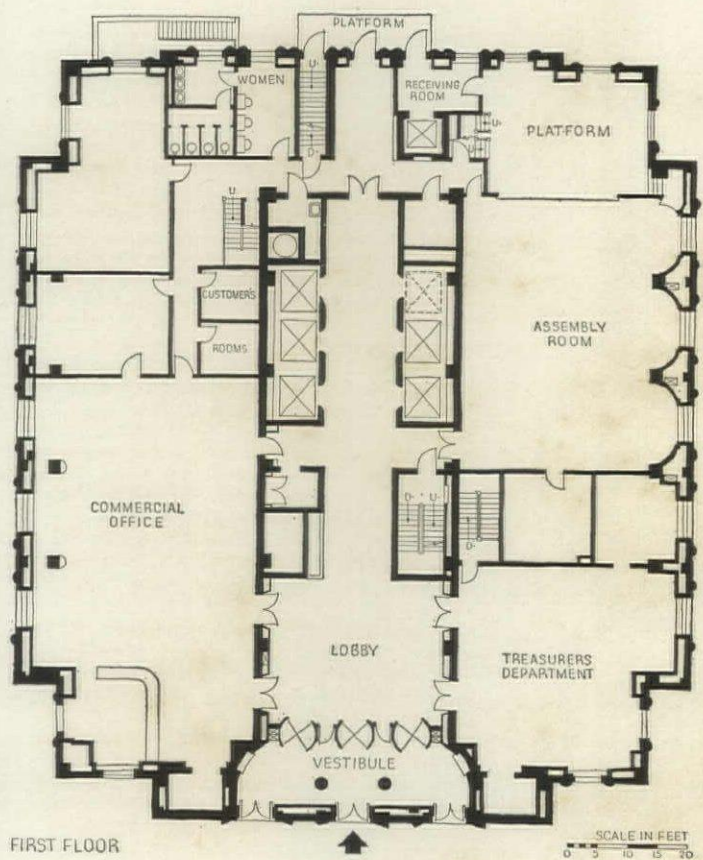 PLATFORM
WOMEN
RECEIVING
ROOM
PLATFORM
U-
D-
U-
U-
U-
CUSTOMER'S
ROOMS
ASSEMBLY
ROOM
COMMERCIAL
OFFICE
D-
U-
U-
D-
LOBBY
TREASURERS
DEPARTMENT
VESTIBULE
FIRST FLOOR
SCALE IN FEET
0 5 10 15 20